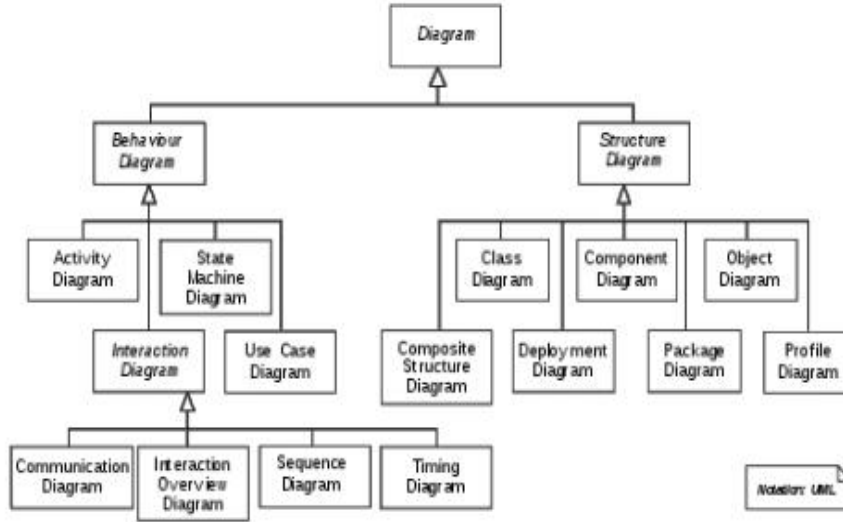 Diagram
Behaviour
Diagram
Structure
Diagram
Activity
Diagram
State
Machine
Diagram
Class
Diagram
Component
Diagram
Object
Diagram
Interaction
Diagram
Use Case
Diagram
Composite
Structure
Diagram
Deployment
Diagram
Package
Diagram
Profile
Diagram
Communication
Diagram
Interaction
Overview
Diagram
Sequence
Diagram
Timing
Diagram
Notation: UML